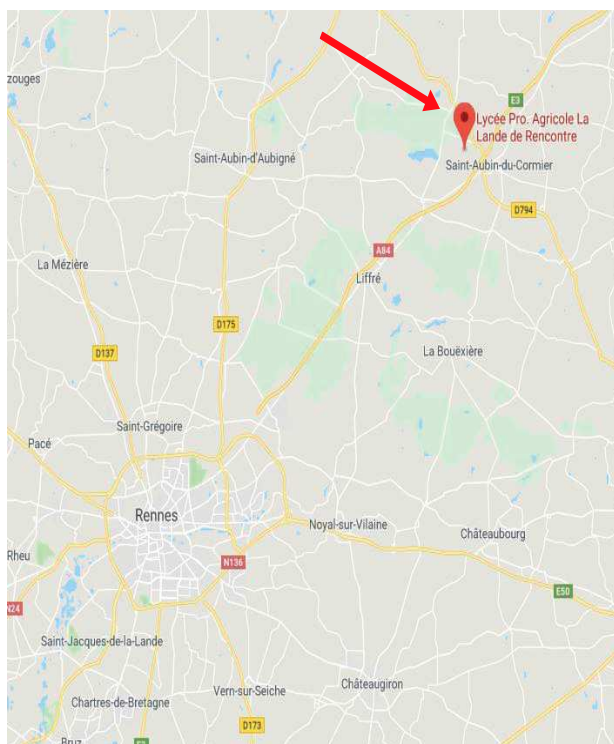 zouges
E3
Lycée Pro. Agricole La
Lande de Rencontre
Saint-Aubin-d'Aubigné
Saint-Aubin-du-Cormier
D794
A84
La Mézière
Liffré
D175
D137
La Bouëxière
Saint-Grégoire
Pacé
Rennes
Noyal-sur-Vilaine
Châteaubourg
Rheu
N136
E50
N24
Saint-Jacques-de-la-Lande
Châteaugiron
Vern-sur-Seiche
Chartres-de-Bretagne
D173
Bruz